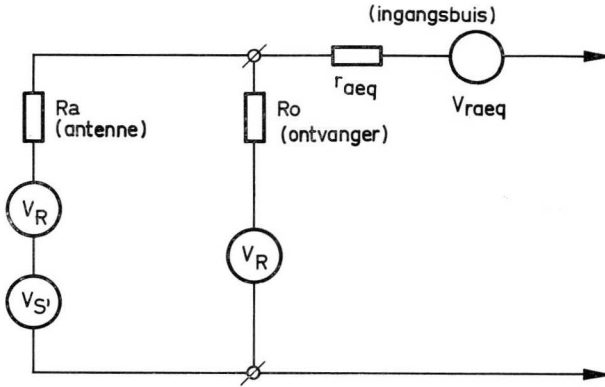 (ingangsbuis)
raeq
Vraeq
Ra
(antenne)
Ro
(ontvanger)
VR
VR
VS'